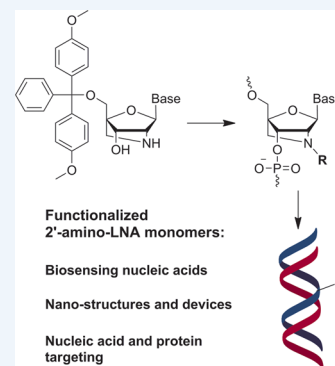 O
O
Base
O
O
NH
OH
O
O
Bas
O
N
R
O
O–P=O
Functionalized
2'-amino-LNA monomers:
Biosensing nucleic acids
Nano-structures and devices
Nucleic acid and protein
targeting